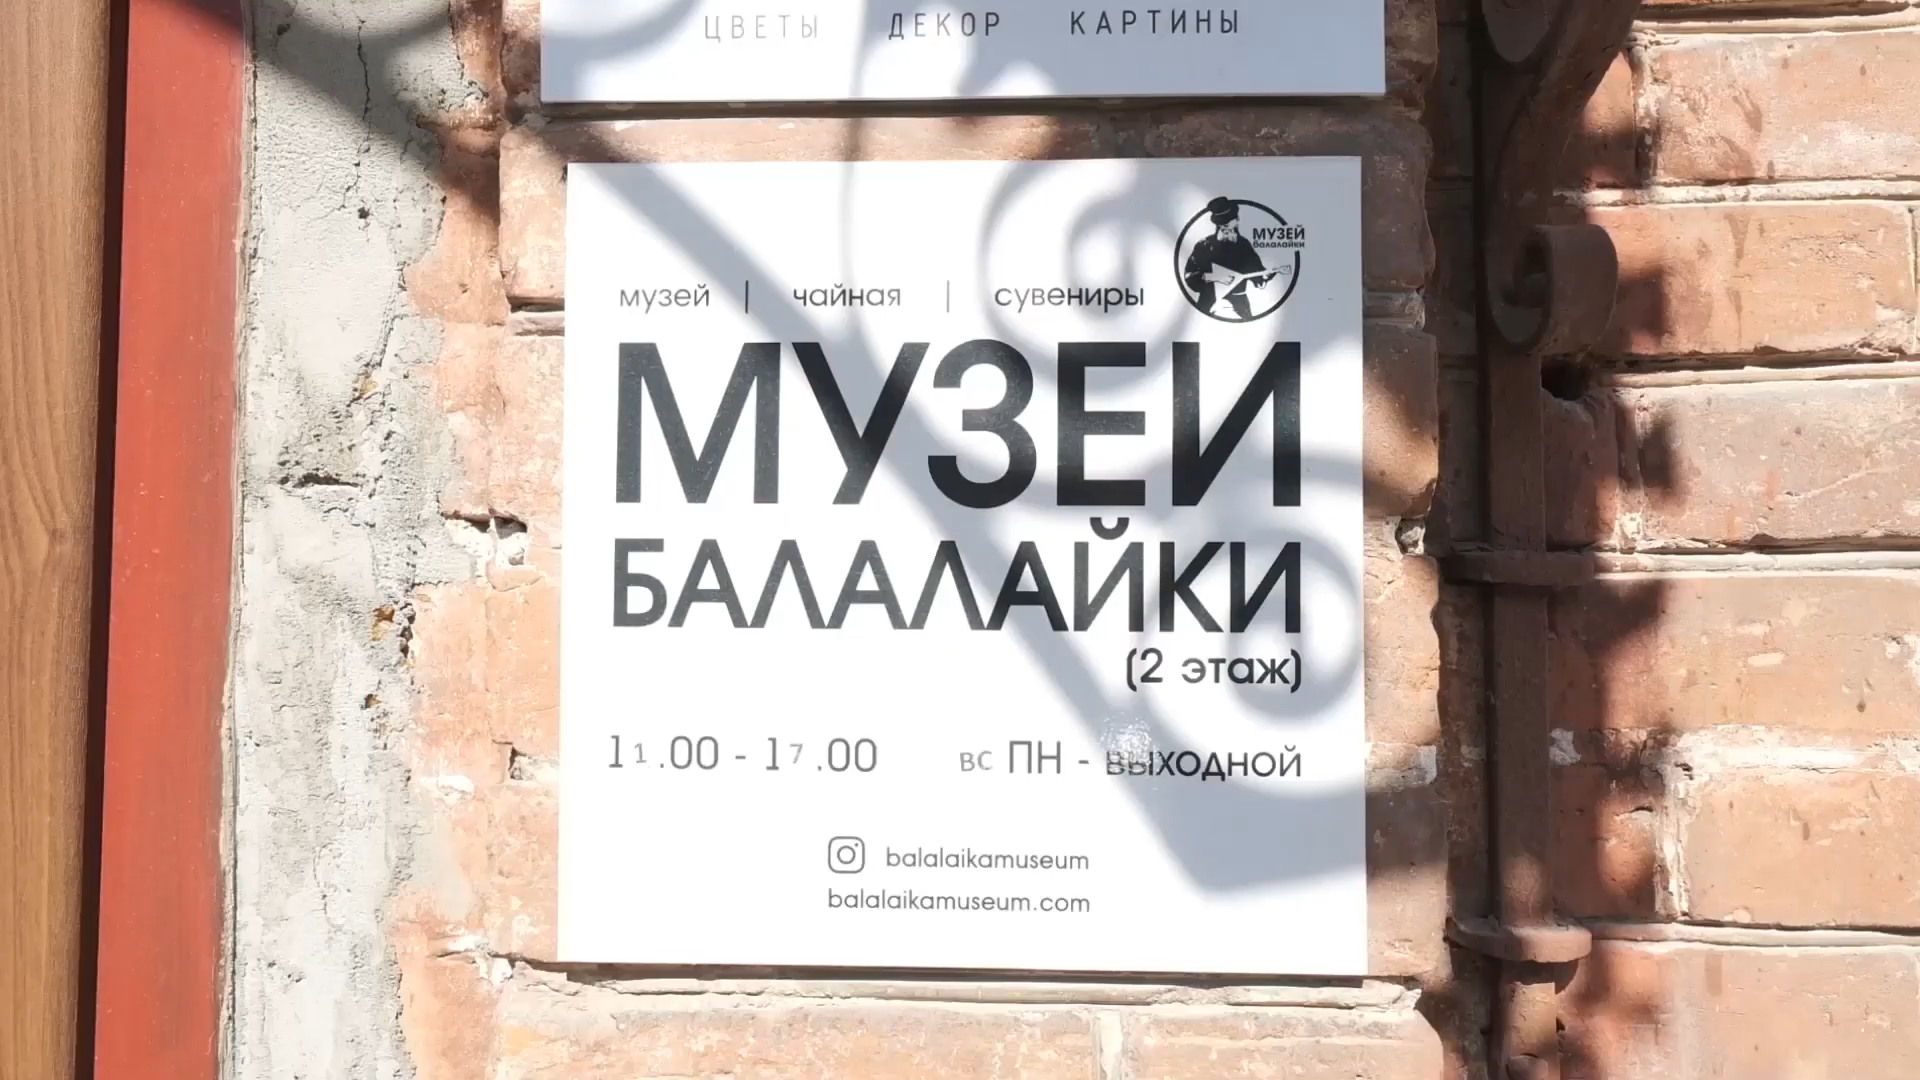 ЦВЕТЫ ДЕКОР КАРТИНЫ
МУЗЕЙ
балалайки
музей | чайная | сувениры
МУЗЕИ
БАЛАЛАЙКИ
(2 этаж)
11.00 - 17.00 вс ПН - выходной
balalaikamuseum
balalaikamuseum.com